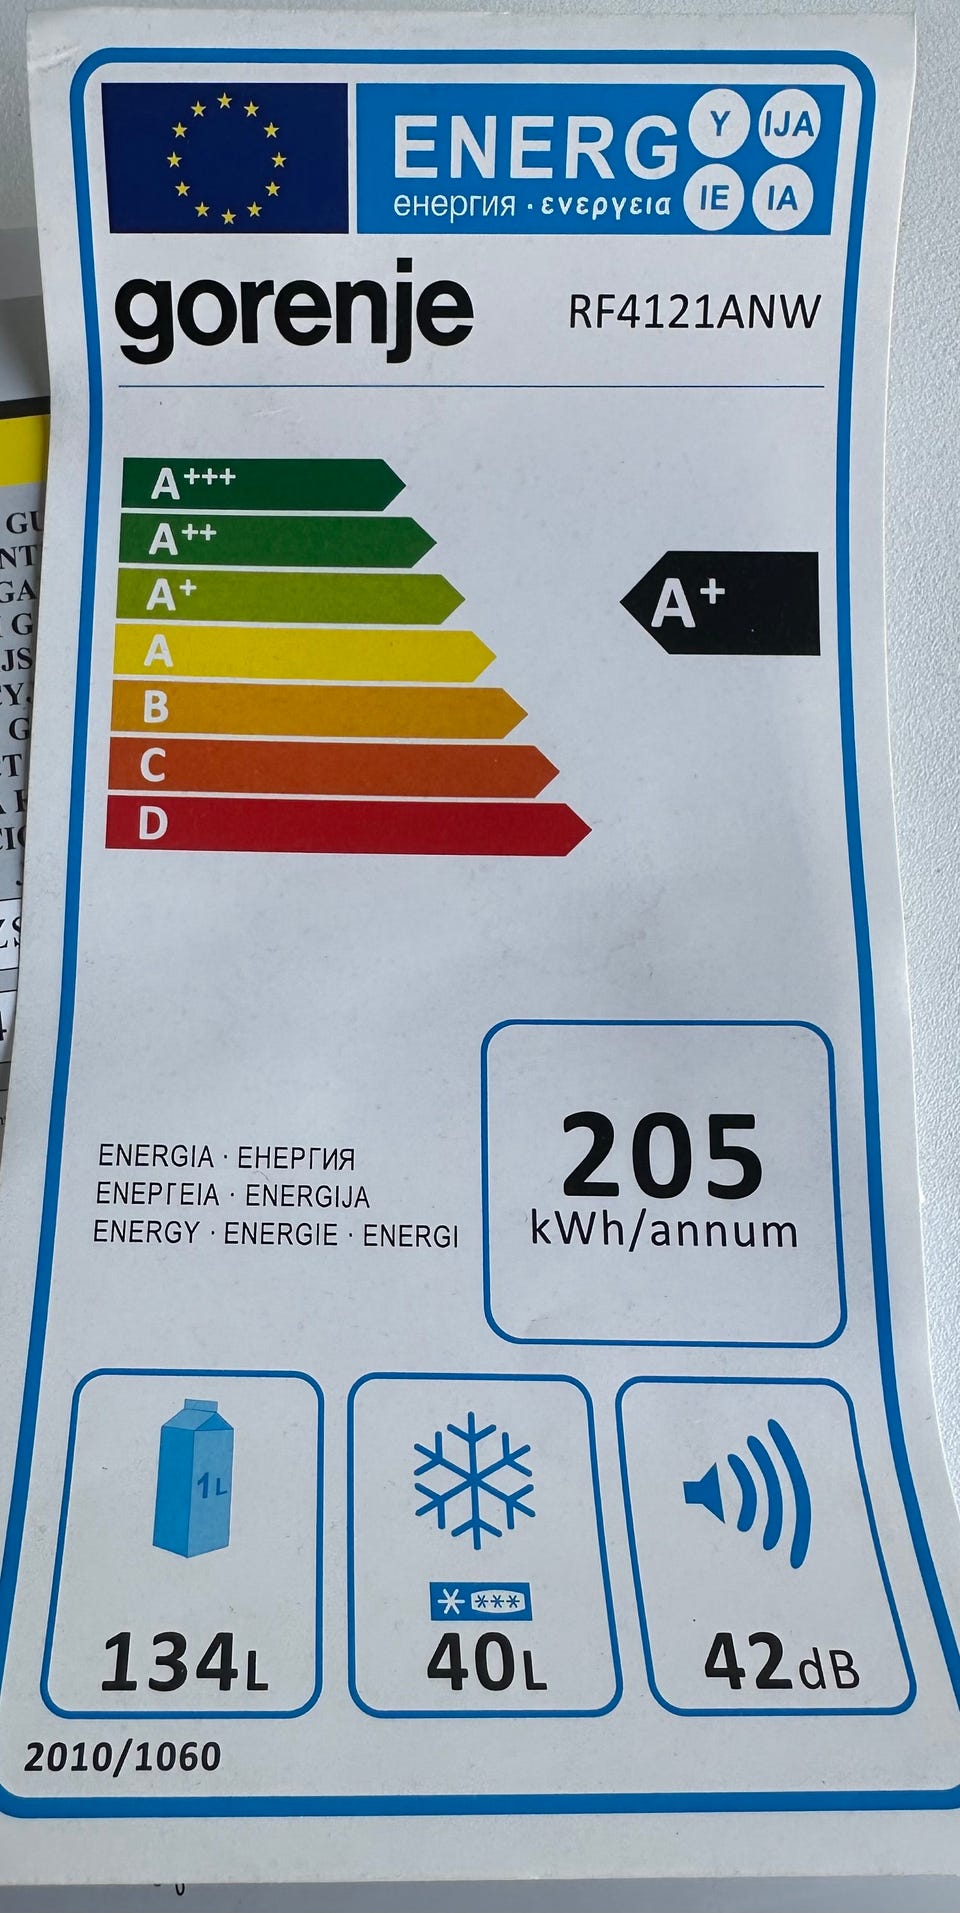 ENERG Y IJA
енергия · ενεργεια IE IA
gorenje RF4121ANW
A+++
A++
A+
A+
A
B
C
D
ENERGIA · ЕНЕРГИЯ
ΕΝΕΡΓΕΙΑ · ENERGIJA
ENERGY · ENERGIE · ENERGI
205
kWh/annum
1L
134L
40L
42dB
2010/1060